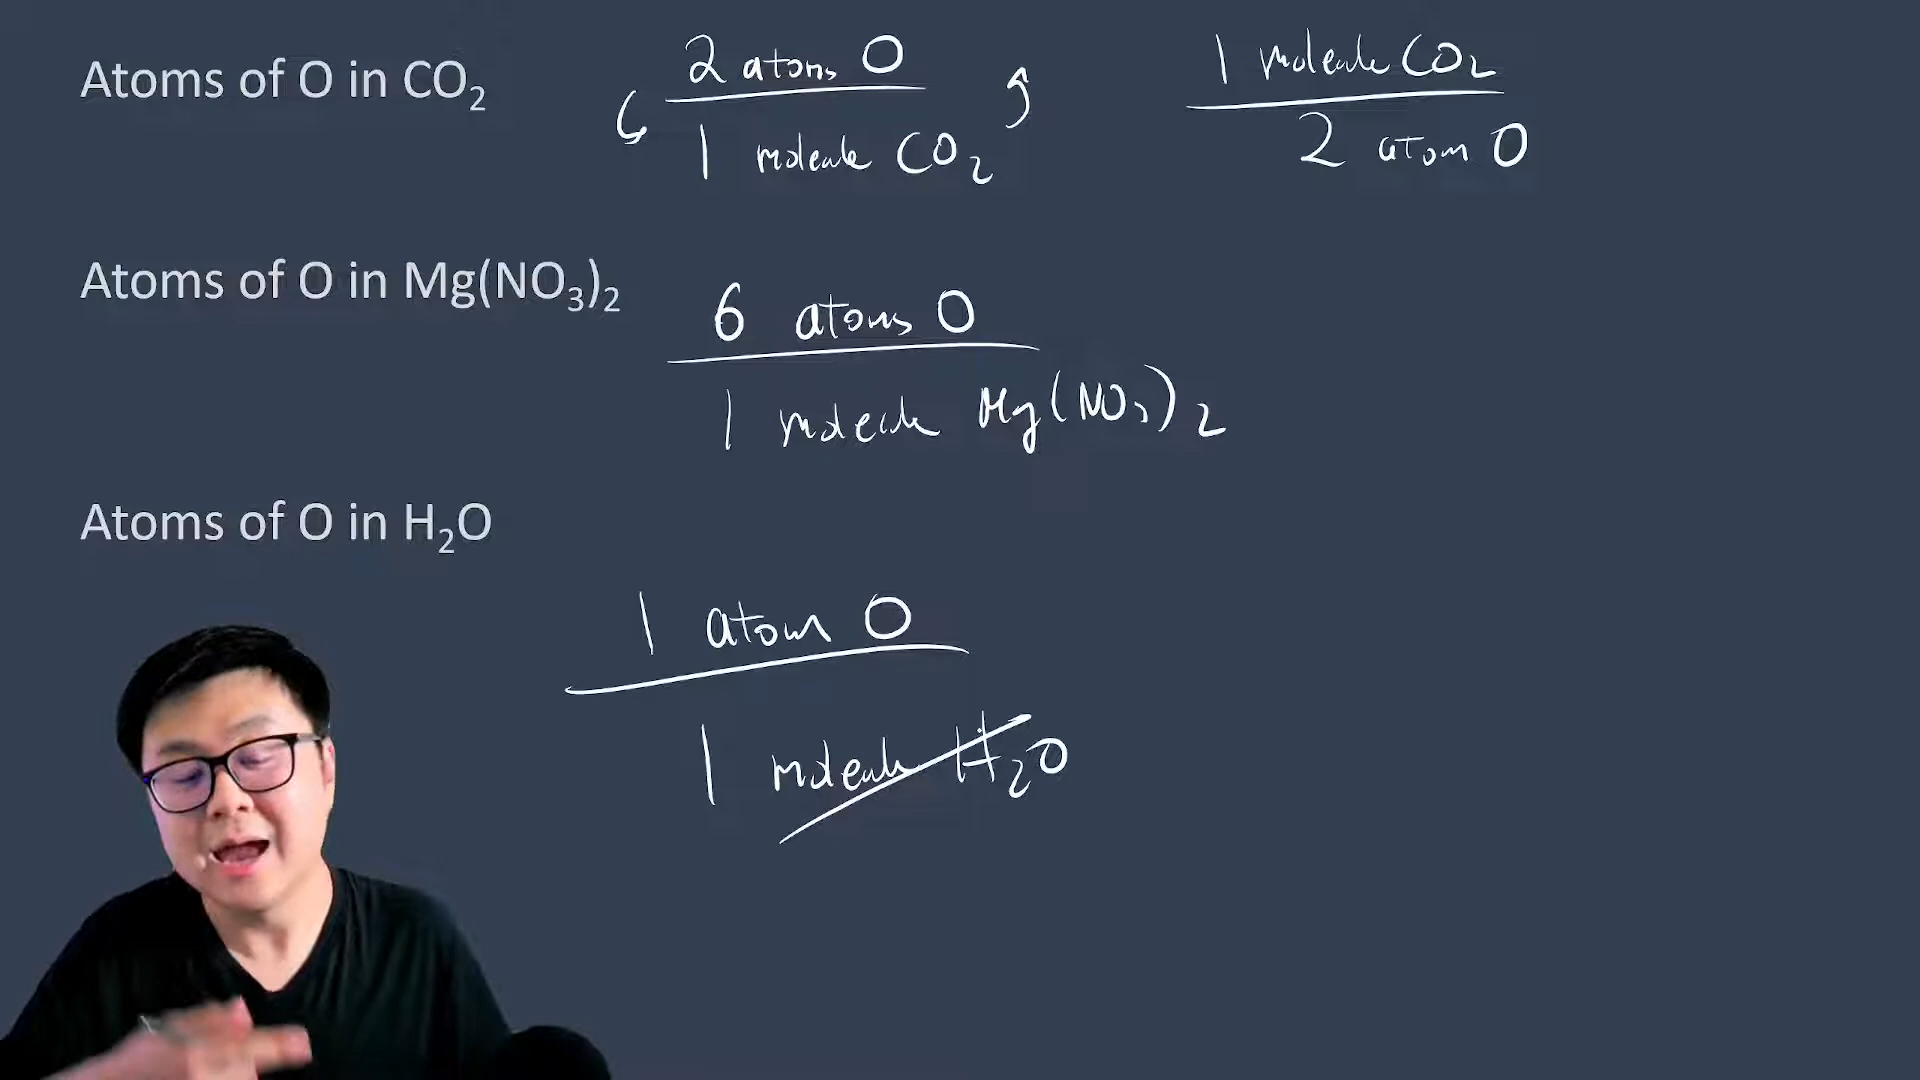 Atoms of O in CO₂
2 atoms O
1 molecule CO₂
1 molecule CO₂
2 atom O
Atoms of O in Mg(NO₃)₂
6 atoms O
1 molecule Mg(NO₃)₂
Atoms of O in H₂O
1 atom O
1 molecule H₂O